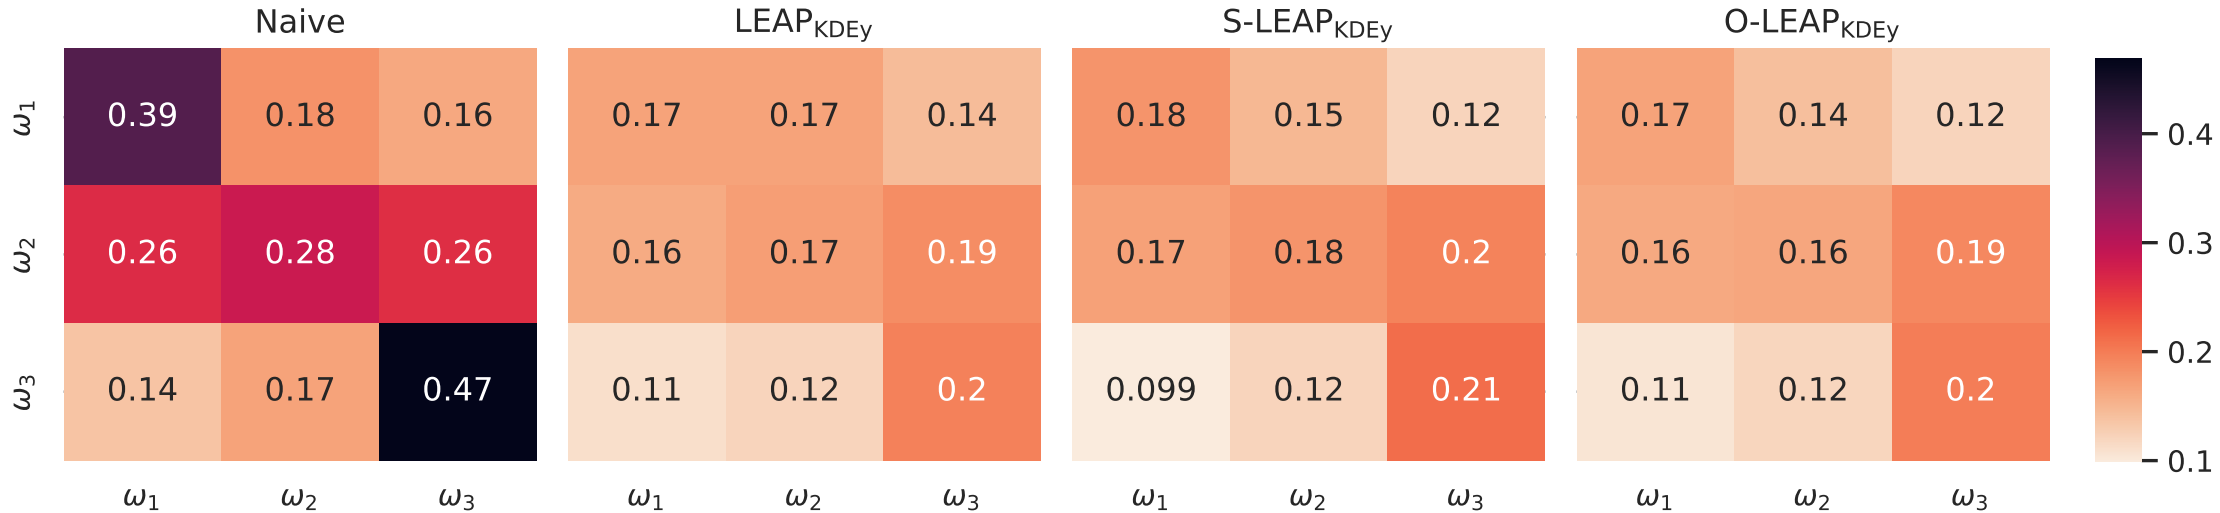 Naive LEAP_KDEy S-LEAP_KDEy O-LEAP_KDEy
ω₁ 0.39 0.18 0.16 0.17 0.17 0.14 0.18 0.15 0.12 0.17 0.14 0.12
0.4
0.3
ω₂ 0.26 0.28 0.26 0.16 0.17 0.19 0.17 0.18 0.2 0.16 0.16 0.19
0.2
ω₃ 0.14 0.17 0.47 0.11 0.12 0.2 0.099 0.12 0.21 0.11 0.12 0.2
0.1
ω₁ ω₂ ω₃ ω₁ ω₂ ω₃ ω₁ ω₂ ω₃ ω₁ ω₂ ω₃